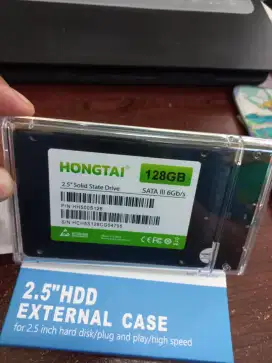 HONGTAI
128GB
2.5" Solid State Drive
SATA III 6Gb/s
2.5"HDD
EXTERNAL CASE
for 2.5 inch hard disk/plug and play/high speed